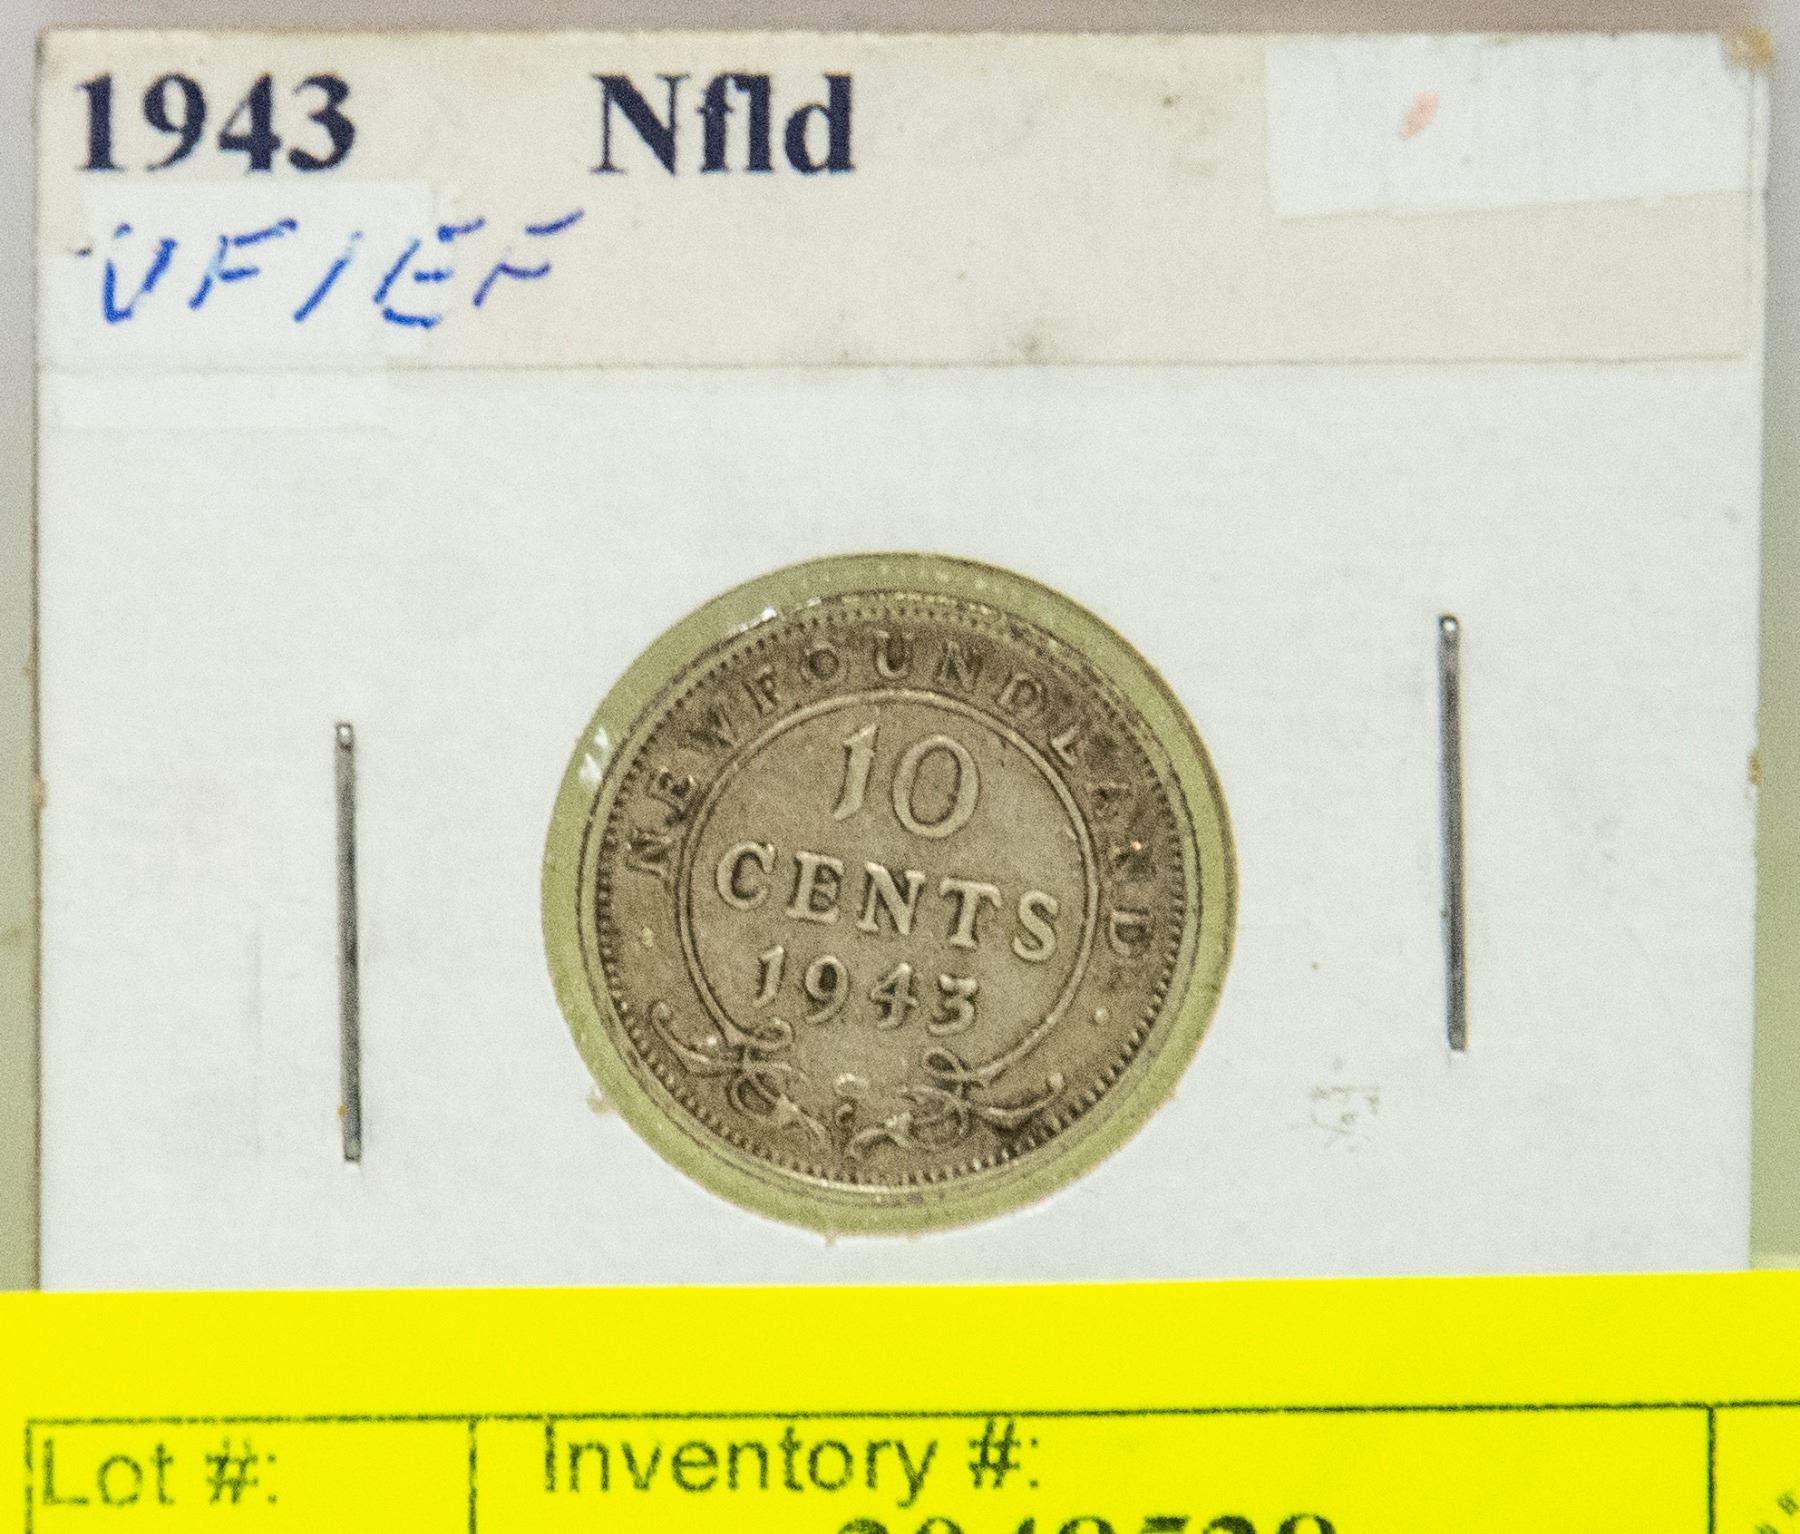 1943 Nfld
VF/EF
NEWFOUNDLAND
10
CENTS
1943
Lot #: Inventory #: